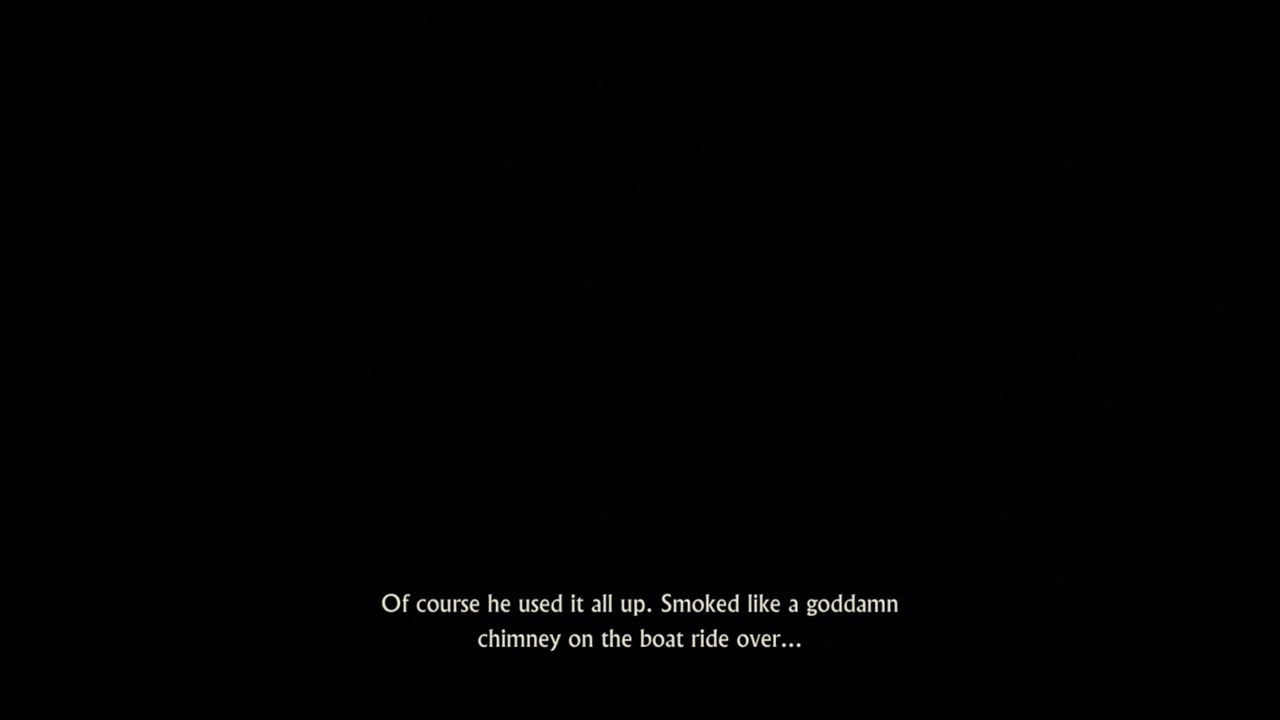 Of course he used it all up. Smoked like a goddamn
chimney on the boat ride over...